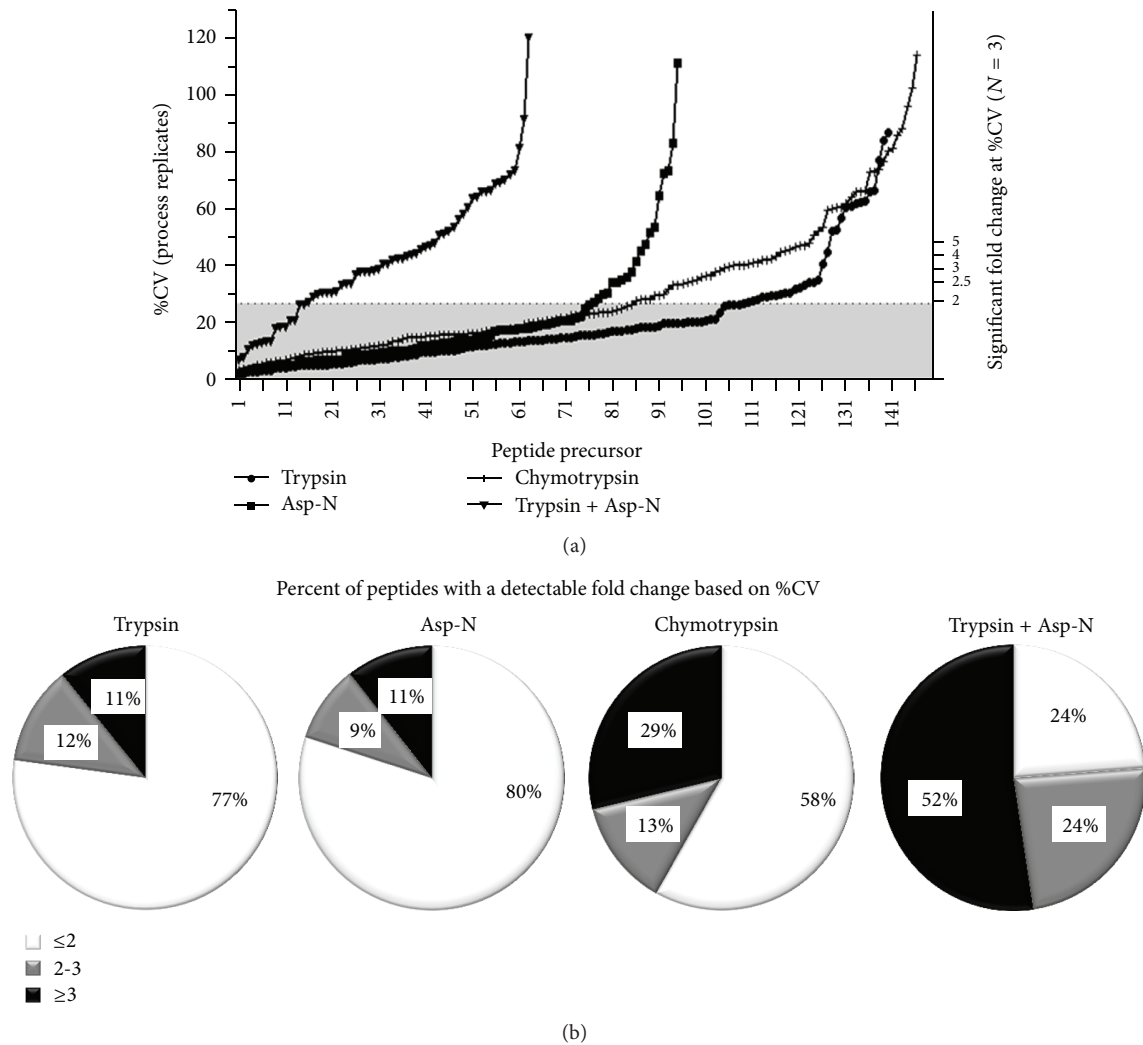 120
100
80
60
40
20
0
%CV (process replicates)
5
4
3
2.5
2
Significant fold change at %CV (N = 3)
1 11 21 31 41 51 61 71 81 91 101 111 121 131 141
Peptide precursor
Trypsin Chymotrypsin
Asp-N Trypsin + Asp-N
(a)
Percent of peptides with a detectable fold change based on %CV
Trypsin Asp-N Chymotrypsin Trypsin + Asp-N
11%
12%
77%
11%
9%
80%
29%
13%
58%
24%
52%
24%
≤2
2-3
≥3
(b)